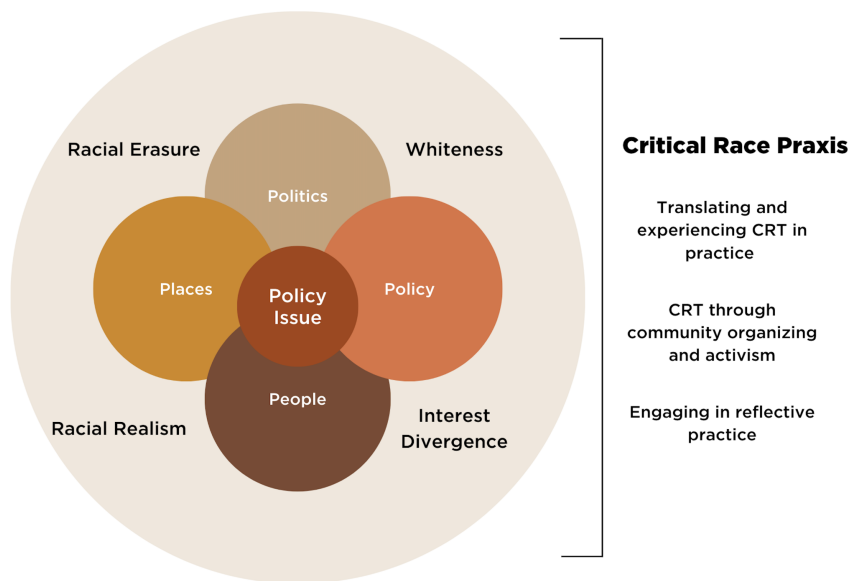 Racial Erasure
Whiteness
Politics
Places
Policy
Issue
Policy
People
Racial Realism
Interest
Divergence
Critical Race Praxis
Translating and
experiencing CRT in
practice
CRT through
community organizing
and activism
Engaging in reflective
practice